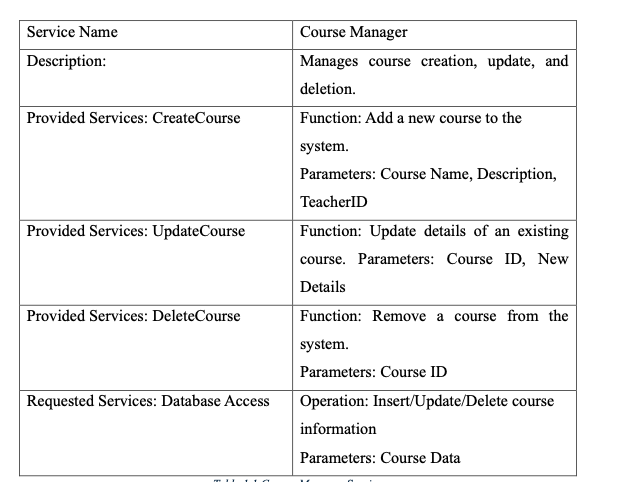 Service Name
Course Manager
Description:
Manages course creation, update, and
deletion.
Provided Services: CreateCourse
Function: Add a new course to the
system.
Parameters: Course Name, Description,
TeacherID
Provided Services: UpdateCourse
Function: Update details of an existing
course. Parameters: Course ID, New
Details
Provided Services: DeleteCourse
Function: Remove a course from the
system.
Parameters: Course ID
Requested Services: Database Access
Operation: Insert/Update/Delete course
information
Parameters: Course Data